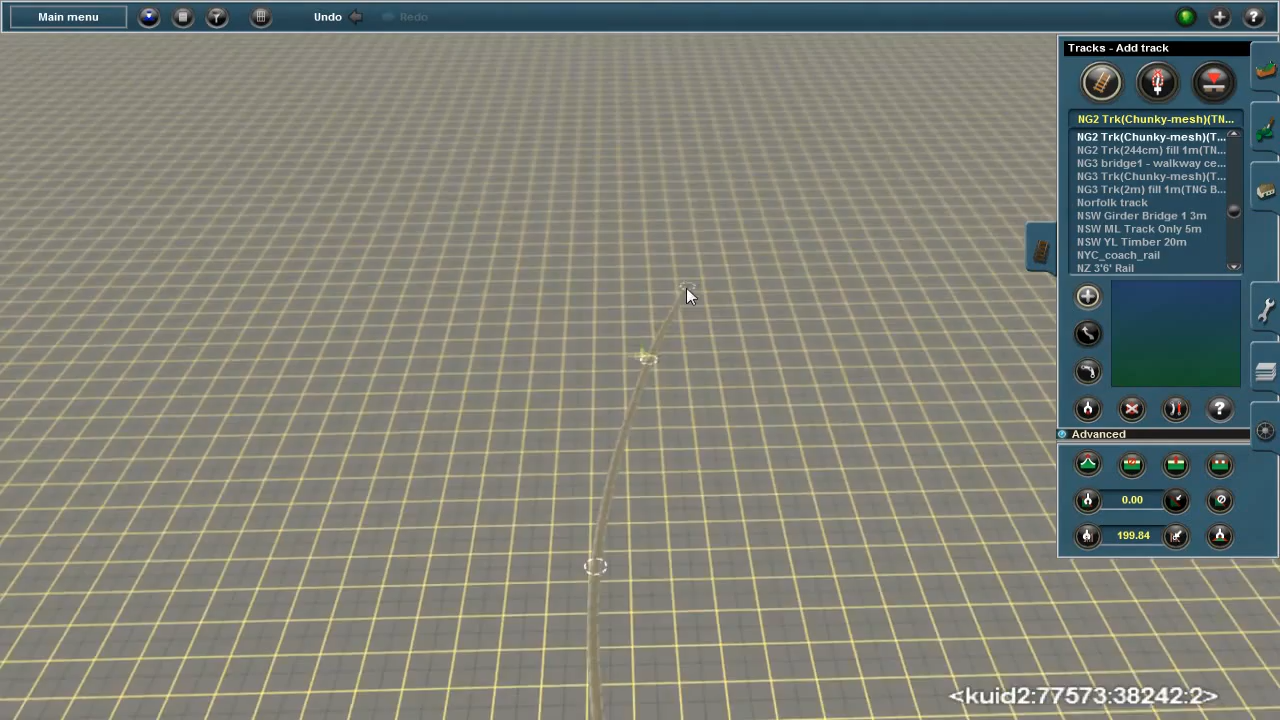 Main menu
Undo
Redo
?
Tracks - Add track
NG2 Trk(Chunky-mesh)(TN...
NG2 Trk(Chunky-mesh)(T...
NG2 Trk(244cm) fill 1m(TN...
NG3 bridge1 - walkway ce...
NG3 Trk(Chunky-mesh)(T...
NG3 Trk(2m) fill 1m(TNG B...
Norfolk track
NSW Girder Bridge 1 3m
NSW ML Track Only 5m
NSW YL Timber 20m
NYC_coach_rail
NZ 3'6' Rail
?
Advanced
0.00
199.84
<kuid2:77573:38242:2>